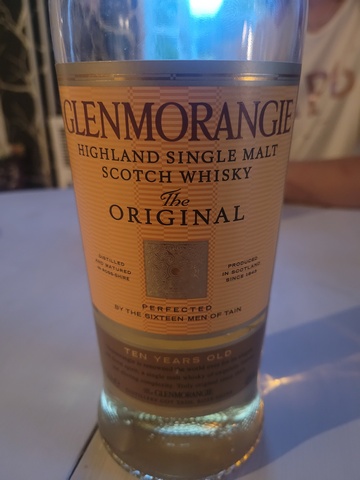 GLENMORANGIE
HIGHLAND SINGLE MALT
SCOTCH WHISKY
The
ORIGINAL
DISTILLED
AND MATURED
IN ROSS-SHIRE
PRODUCED
IN SCOTLAND
SINCE 1843
PERFECTED
BY THE SIXTEEN MEN OF TAIN
TEN YEARS OLD
GLENMORANGIE